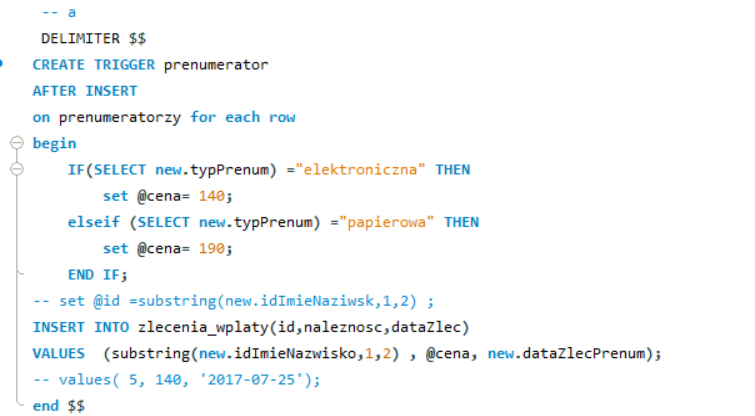 -- a
DELIMITER $$
CREATE TRIGGER prenumerator
AFTER INSERT
on prenumeratorzy for each row
begin
IF(SELECT new.typPrenum) ="elektroniczna" THEN
set @cena= 140;
elseif (SELECT new.typPrenum) ="papierowa" THEN
set @cena= 190;
END IF;
-- set @id =substring(new.idImieNaziwsk,1,2) ;
INSERT INTO zlecenia_wplaty(id,naleznosc,dataZlec)
VALUES  (substring(new.idImieNazwisko,1,2) , @cena, new.dataZlecPrenum);
-- values( 5, 140, '2017-07-25');
end $$